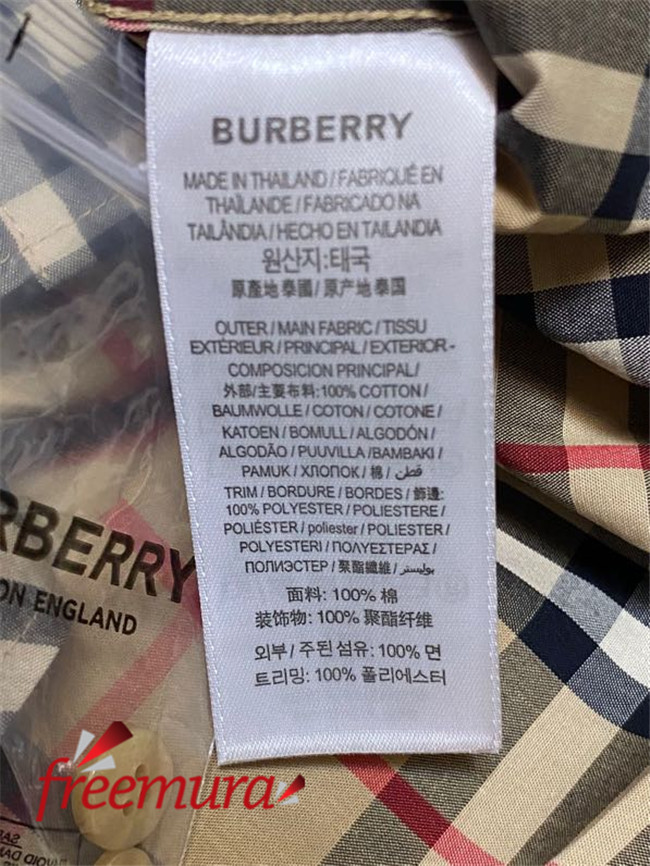 BURBERRY
MADE IN THAILAND / FABRIQUÉ EN
THAÏLANDE / FABRICADO NA
TAILÂNDIA / HECHO EN TAILANDIA
원산지:태국
原產地泰國 / 原产地泰国
OUTER / MAIN FABRIC / TISSU
EXTÉRIEUR / PRINCIPAL / EXTERIOR-
COMPOSICION PRINCIPAL /
外部/主要布料:100% COTTON /
BAUMWOLLE / COTON / COTONE /
KATOEN / BOMULL / ALGODÓN /
ALGODÃO / PUUVILLA /BAMBAKI /
PAMUK / ХЛОПОК / 棉 / قطن /
TRIM / BORDURE / BORDES / 飾邊:
100% POLYESTER / POLIESTERE /
POLIÉSTER / poliester / POLIESTER /
POLYESTERI / ΠΟΛΥΕΣΤΕΡΑΣ /
ПОЛИЭСТЕР / 聚酯纖維 / بوليستر /
面料: 100% 棉
装饰物: 100% 聚酯纤维
외부 / 주된 섬유: 100% 면
트리밍: 100% 폴리에스터
RBERRY
ON ENGLAND
freemura